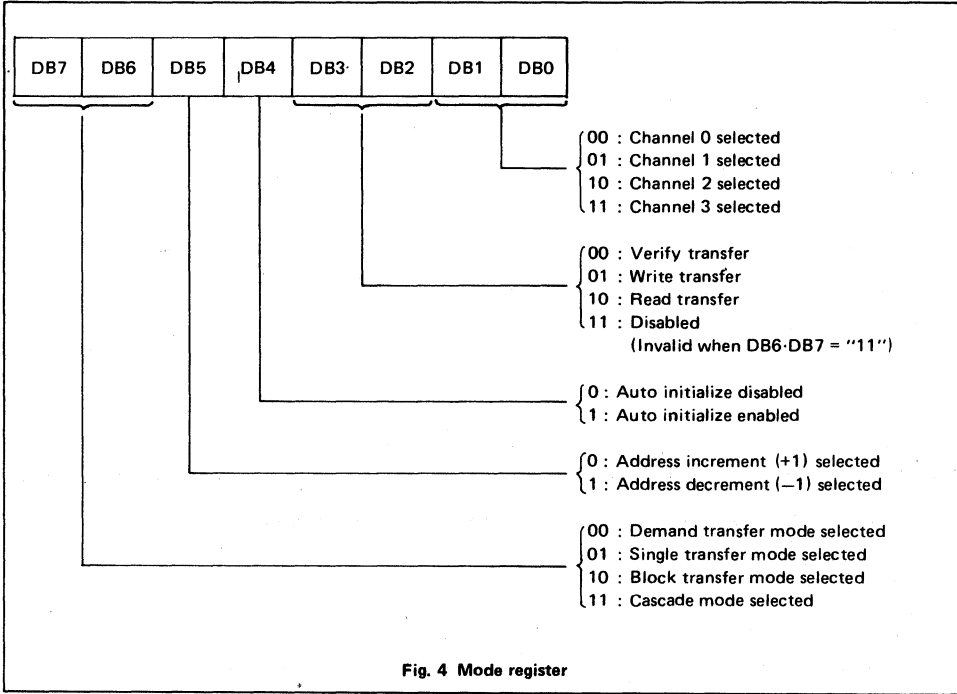 DB7 DB6 DB5 DB4 DB3 DB2 DB1 DB0
00 : Channel 0 selected
01 : Channel 1 selected
10 : Channel 2 selected
11 : Channel 3 selected
00 : Verify transfer
01 : Write transfer
10 : Read transfer
11 : Disabled
(Invalid when DB6·DB7 = "11")
0 : Auto initialize disabled
1 : Auto initialize enabled
0 : Address increment (+1) selected
1 : Address decrement (—1) selected
00 : Demand transfer mode selected
01 : Single transfer mode selected
10 : Block transfer mode selected
11 : Cascade mode selected
Fig. 4 Mode register